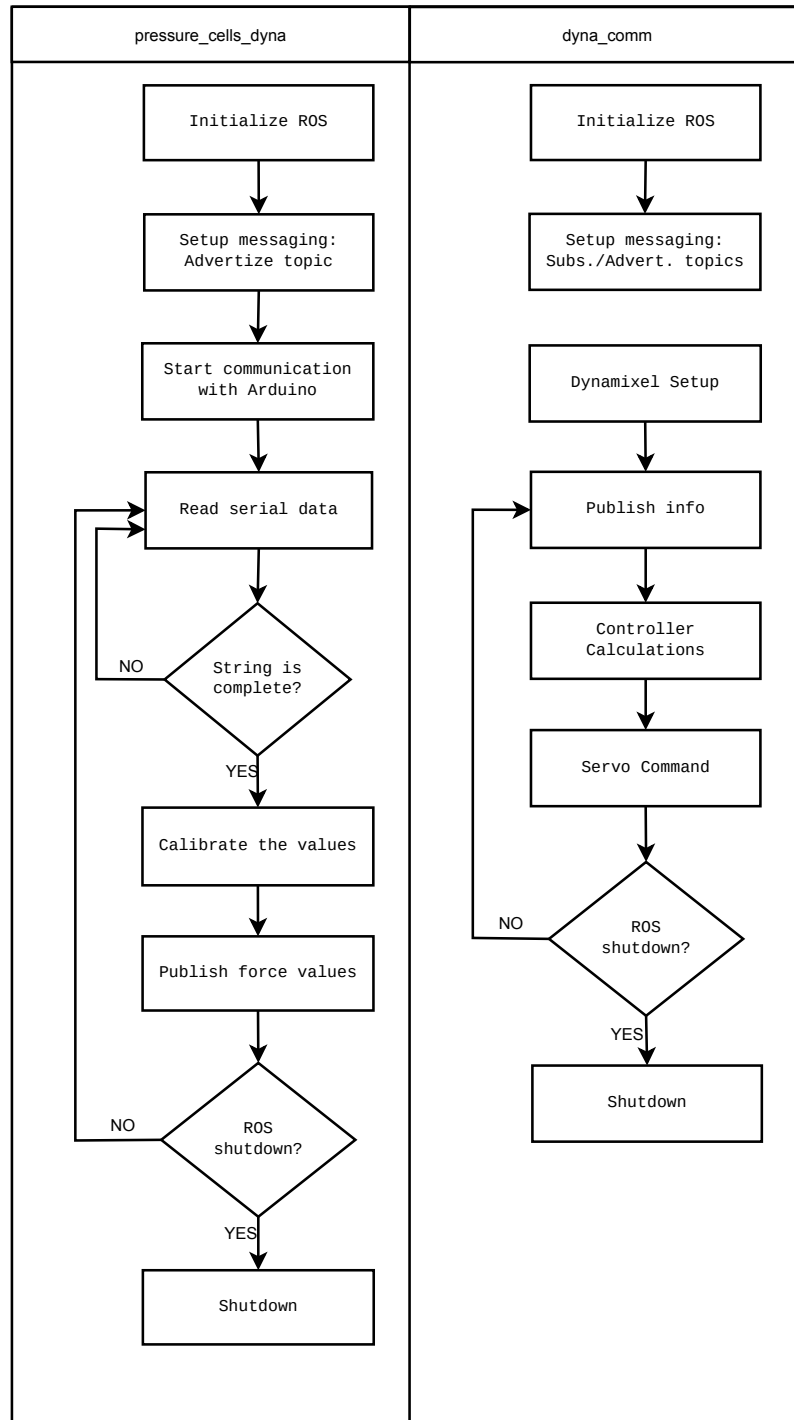 pressure_cells_dyna
dyna_comm
Initialize ROS
Setup messaging:
Advertize topic
Start communication
with Arduino
Read serial data
NO
String is
complete?
YES
Calibrate the values
Publish force values
NO
ROS
shutdown?
YES
Shutdown
Initialize ROS
Setup messaging:
Subs./Advert. topics
Dynamixel Setup
Publish info
Controller
Calculations
Servo Command
NO
ROS
shutdown?
YES
Shutdown